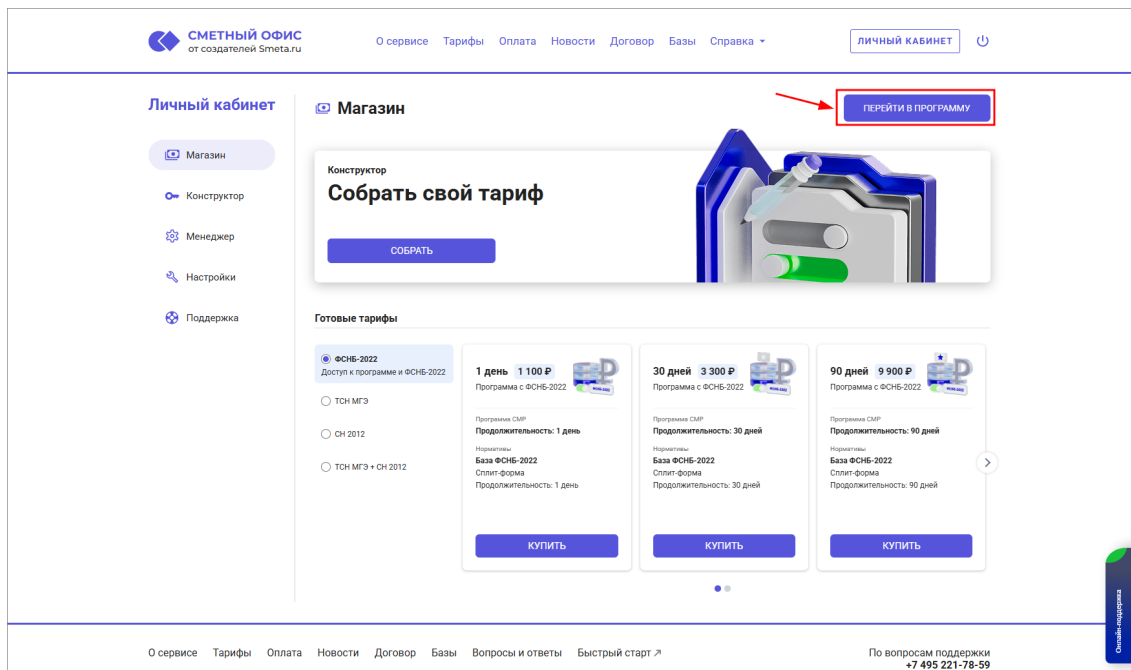 СМЕТНЫЙ ОФИС
от создателей Smeta.ru
О сервисе Тарифы Оплата Новости Договор Базы Справка
ЛИЧНЫЙ КАБИНЕТ
Личный кабинет
Магазин
Конструктор
Менеджер
Настройки
Поддержка
Магазин
ПЕРЕЙТИ В ПРОГРАММУ
Конструктор
Собрать свой тариф
СОБРАТЬ
Готовые тарифы
ФСНБ-2022
Доступ к программе и ФСНБ-2022
ТСН МГЭ
СН 2012
ТСН МГЭ + СН 2012
1 день 1 100 ₽
Программа с ФСНБ-2022
Программа СМР
Продолжительность: 1 день
Нормативы
База ФСНБ-2022
Сплит-форма
Продолжительность: 1 день
КУПИТЬ
30 дней 3 300 ₽
Программа с ФСНБ-2022
Программа СМР
Продолжительность: 30 дней
Нормативы
База ФСНБ-2022
Сплит-форма
Продолжительность: 30 дней
КУПИТЬ
90 дней 9 900 ₽
Программа с ФСНБ-2022
Программа СМР
Продолжительность: 90 дней
Нормативы
База ФСНБ-2022
Сплит-форма
Продолжительность: 90 дней
КУПИТЬ
Онлайн-поддержка
О сервисе Тарифы Оплата Новости Договор Базы Вопросы и ответы Быстрый старт
По вопросам поддержки
+7 495 221-78-59